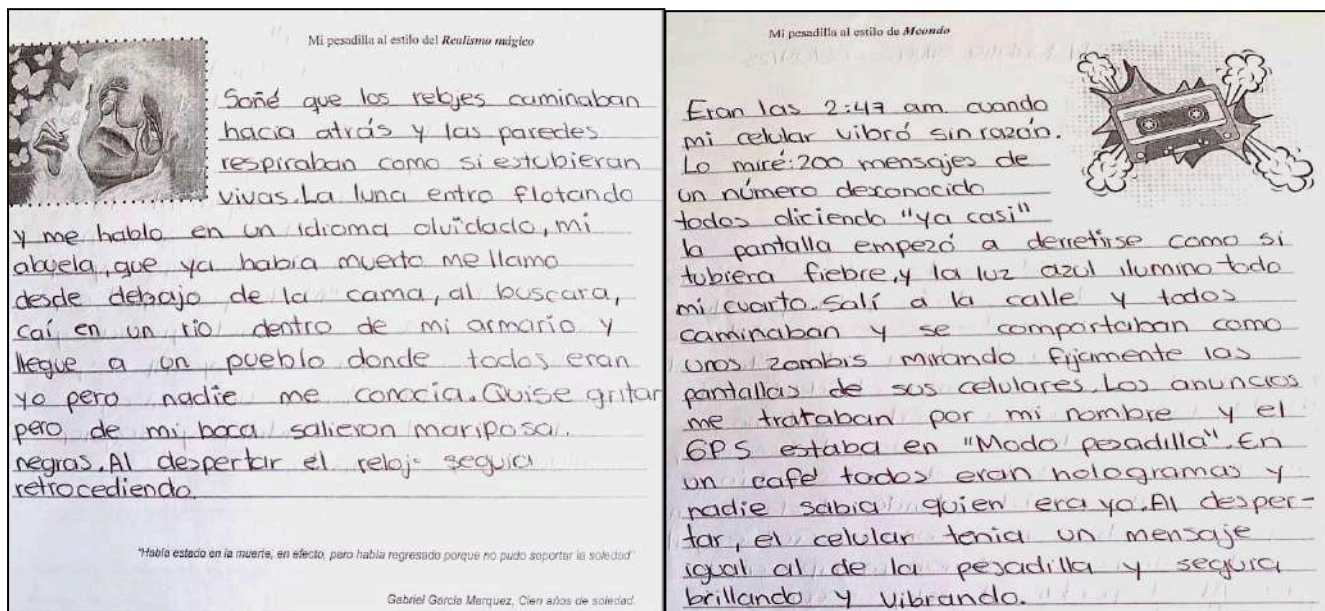 Mi pesadilla al estilo del Realismo mágico
Soñé que los relojes caminaban
hacia atrás y las paredes
respiraban como si estubieran
vivas. La luna entro flotando
y me hablo en un idioma olvidado, mi
abuela, que ya habia muerto me llamo
desde debajo de la cama, al buscara,
caí en un rio dentro de mi armario y
llegue a un pueblo donde todos eran
yo pero nadie me conocia. Quise gritar
pero de mi boca salieron mariposa.
negras. Al despertar el reloj seguia
retrocediendo.
"Había estado en la muerte, en efecto, pero había regresado porque no pudo soportar la soledad"
Gabriel García Marquez, Cien años de soledad.
Mi pesadilla al estilo de Mcondo
Eran las 2:47 am cuando
mi celular vibró sin razón.
Lo miré: 200 mensajes de
un número desconocido
todos diciendo "ya casi"
la pantalla empezó a derretirse como si
tubiera fiebre, y la luz azul ilumino todo
mi cuarto. Salí a la calle y todos
caminaban y se comportaban como
unos zombis mirando fijamente las
pantallas de sus celulares. Los anuncios
me trataban por mi nombre y el
GPS estaba en "Modo pesadilla". En
un café todos eran hologramas y
nadie sabia quien era yo. Al desper-
tar, el celular tenia un mensaje
igual al de la pesadilla y seguia
brillando y vibrando.